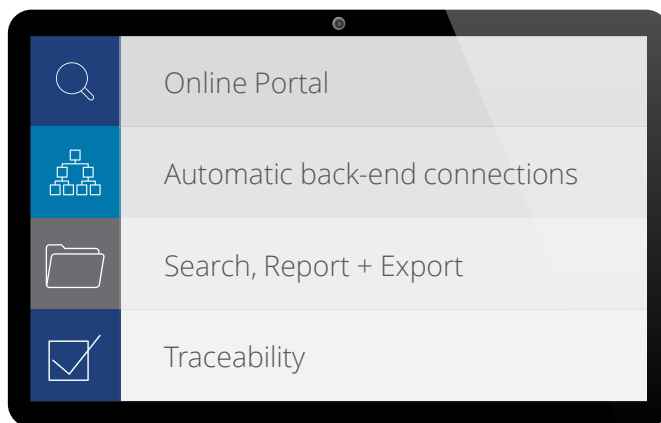 Online Portal
Automatic back-end connections
Search, Report + Export
Traceability